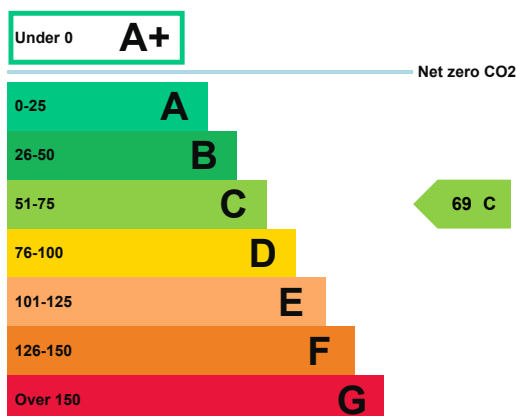 Under 0 A+
Net zero CO2
0-25 A
26-50 B
51-75 C
69 C
76-100 D
101-125 E
126-150 F
Over 150 G